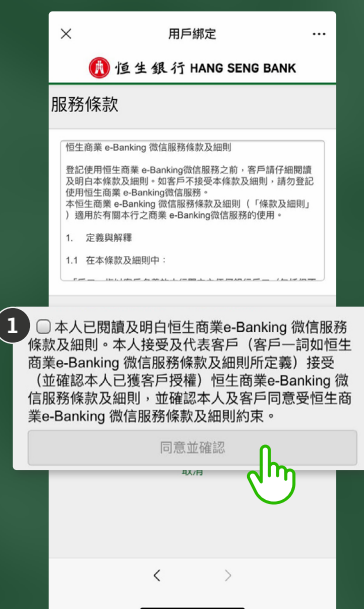 用戶綁定
恒生銀行 HANG SENG BANK
服務條款
恒生商業 e-Banking 微信服務條款及細則
登記使用恒生商業 e-Banking微信服務之前，客戶請仔細閱讀
及明白本條款及細則。如客戶不接受本條款及細則，請勿登記
使用恒生商業 e-Banking微信服務。
本恒生商業 e-Banking 微信服務條款及細則（「條款及細則」
）適用於有關本行之商業 e-Banking微信服務的使用。
1. 定義與解釋
1.1 在本條款及細則中：
1
本人已閱讀及明白恒生商業e-Banking 微信服務
條款及細則。本人接受及代表客戶（客戶一詞如恒生
商業e-Banking 微信服務條款及細則所定義）接受
（並確認本人已獲客戶授權）恒生商業e-Banking 微
信服務條款及細則，並確認本人及客戶同意受恒生商
業e-Banking 微信服務條款及細則約束。
同意並確認
取消